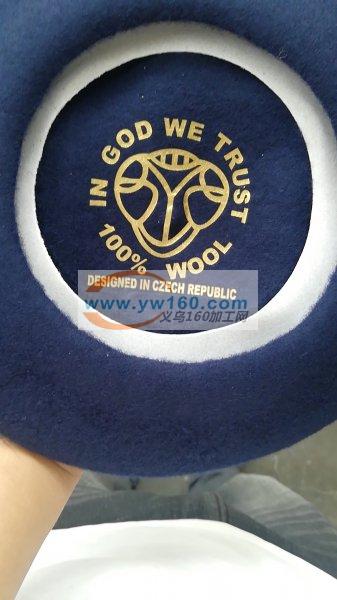 IN GOD WE TRUST
100% WOOL
DESIGNED IN CZECH REPUBLIC
www.yw160.com
义乌160加工网